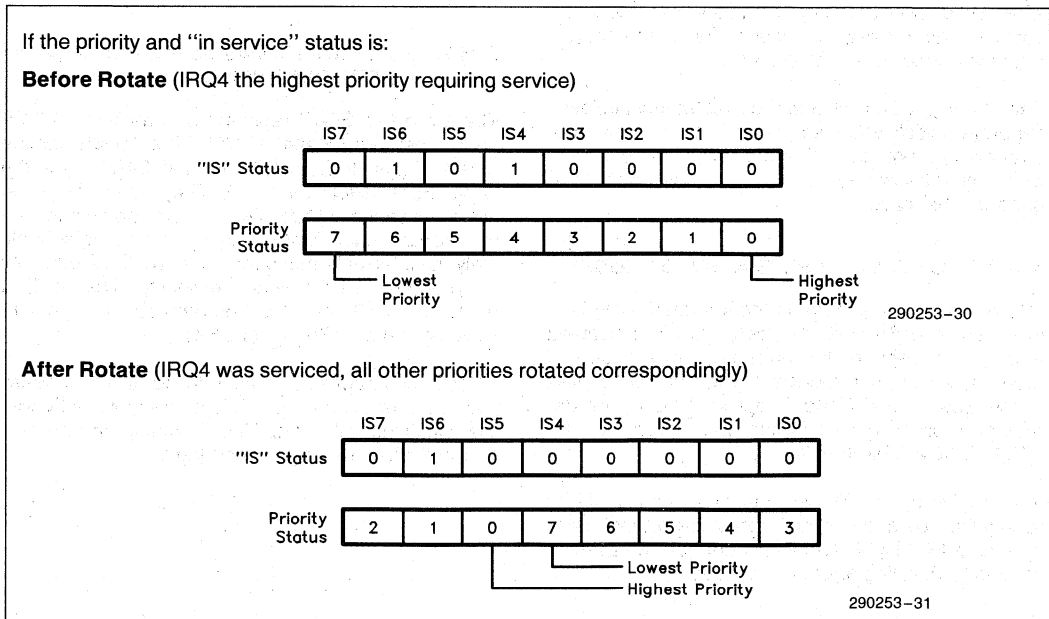 If the priority and "in service" status is:
Before Rotate (IRQ4 the highest priority requiring service)
IS7 IS6 IS5 IS4 IS3 IS2 IS1 IS0
"IS" Status 0 1 0 1 0 0 0 0
Priority Status 7 6 5 4 3 2 1 0
Lowest Priority
Highest Priority
290253–30
After Rotate (IRQ4 was serviced, all other priorities rotated correspondingly)
IS7 IS6 IS5 IS4 IS3 IS2 IS1 IS0
"IS" Status 0 1 0 0 0 0 0 0
Priority Status 2 1 0 7 6 5 4 3
Lowest Priority
Highest Priority
290253–31